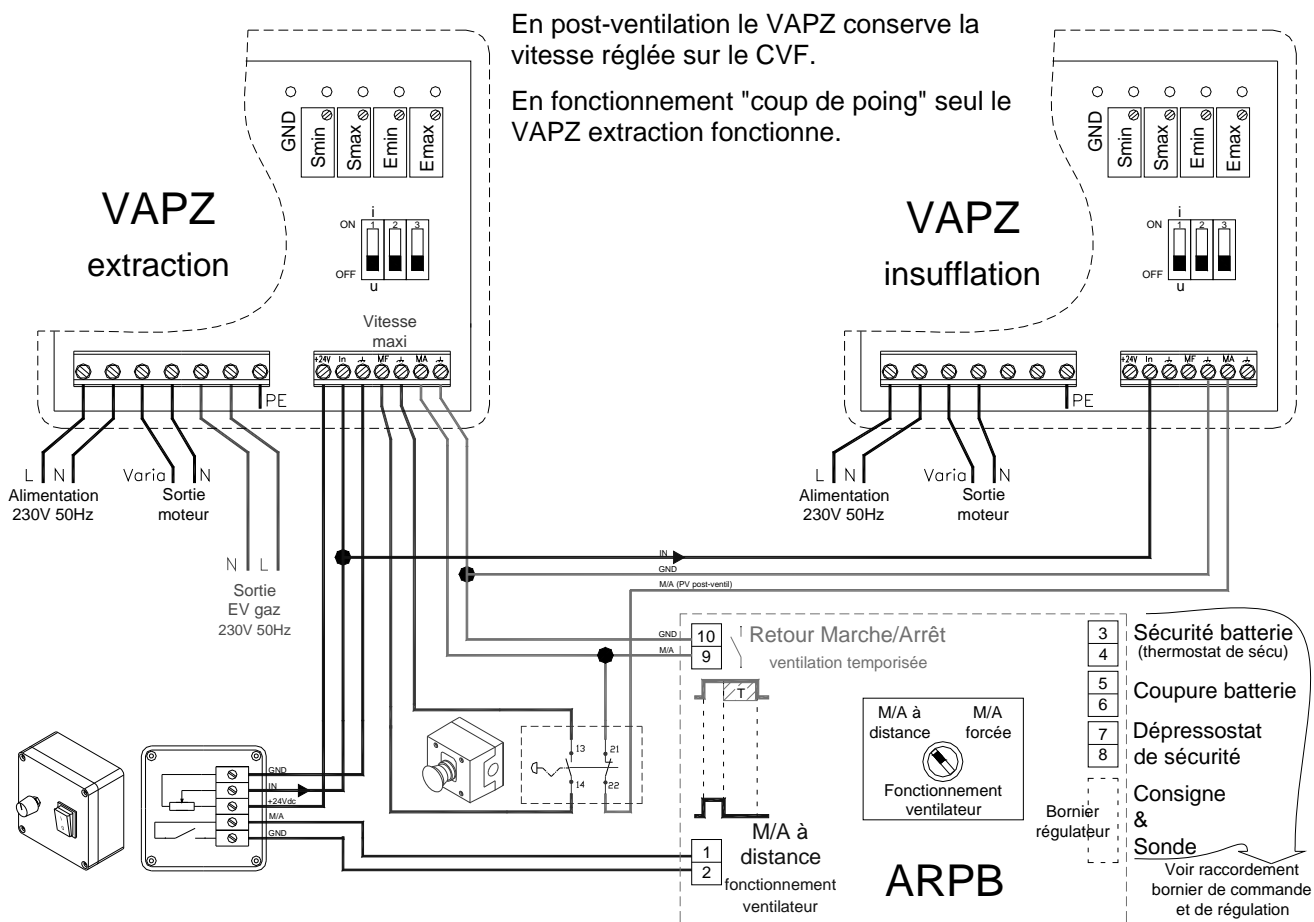 En post-ventilation le VAPZ conserve la
vitesse réglée sur le CVF.
En fonctionnement "coup de poing" seul le
VAPZ extraction fonctionne.
GND
Smin
Smax
Emin
Emax
VAPZ
extraction
i
ON
1 2 3
OFF
u
Vitesse
maxi
+24V In MF MA
PE
L N
Alimentation
230V 50Hz
Varia N
Sortie
moteur
N L
Sortie
EV gaz
230V 50Hz
GND
Smin
Smax
Emin
Emax
VAPZ
insufflation
i
ON
1 2 3
OFF
u
+24V In MF MA
PE
L N
Alimentation
230V 50Hz
Varia N
Sortie
moteur
IN
GND
M/A (PV post-ventil)
GND
M/A
10
9
Retour Marche/Arrêt
ventilation temporisée
T
13
21
14
22
GND
IN
+24Vdc
M/A
GND
1
2
M/A à
distance
fonctionnement
ventilateur
M/A à
distance
M/A
forcée
Fonctionnement
ventilateur
ARPB
3
4
Sécurité batterie
(thermostat de sécu)
5
6
Coupure batterie
7
8
Dépressostat
de sécurité
Bornier
régulateur
Consigne
&
Sonde
Voir raccordement
bornier de commande
et de régulation